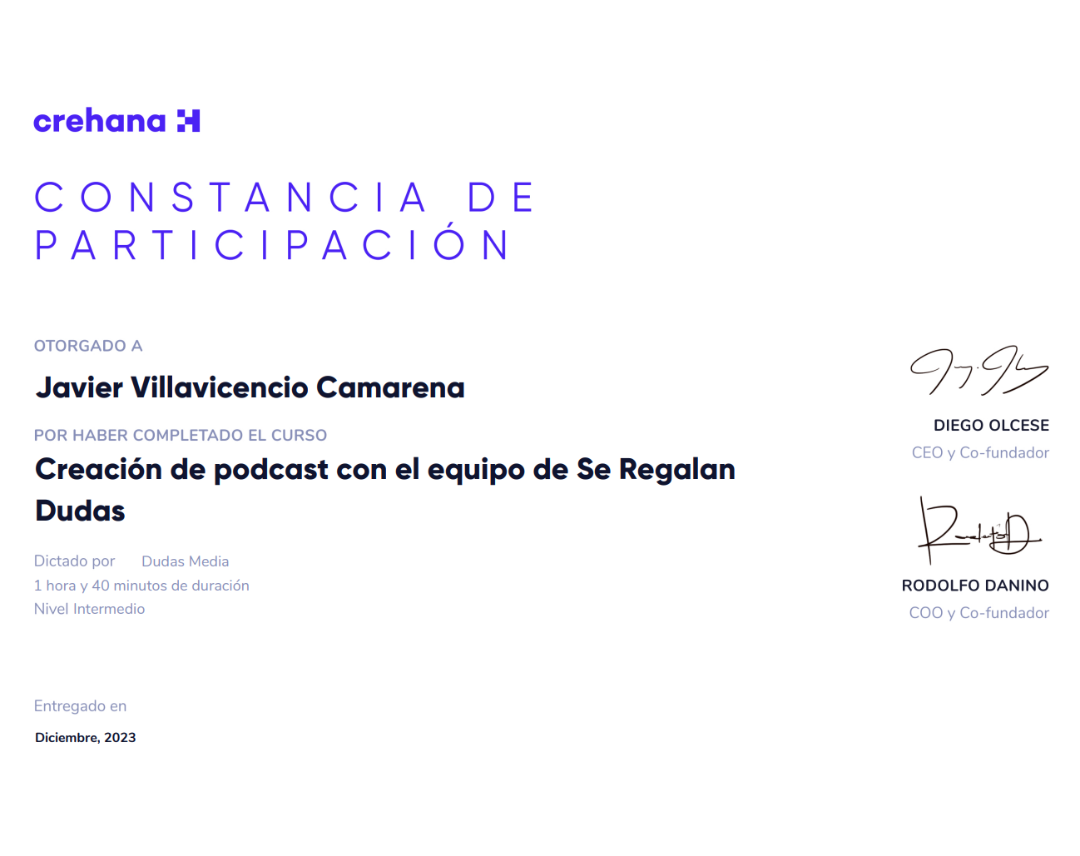 crehana
CONSTANCIA DE
PARTICIPACIÓN
OTORGADO A
Javier Villavicencio Camarena
POR HABER COMPLETADO EL CURSO
Creación de podcast con el equipo de Se Regalan
Dudas
Dictado por Dudas Media
1 hora y 40 minutos de duración
Nivel Intermedio
Entregado en
Diciembre, 2023
DIEGO OLCESE
CEO y Co-fundador
RODOLFO DANINO
COO y Co-fundador